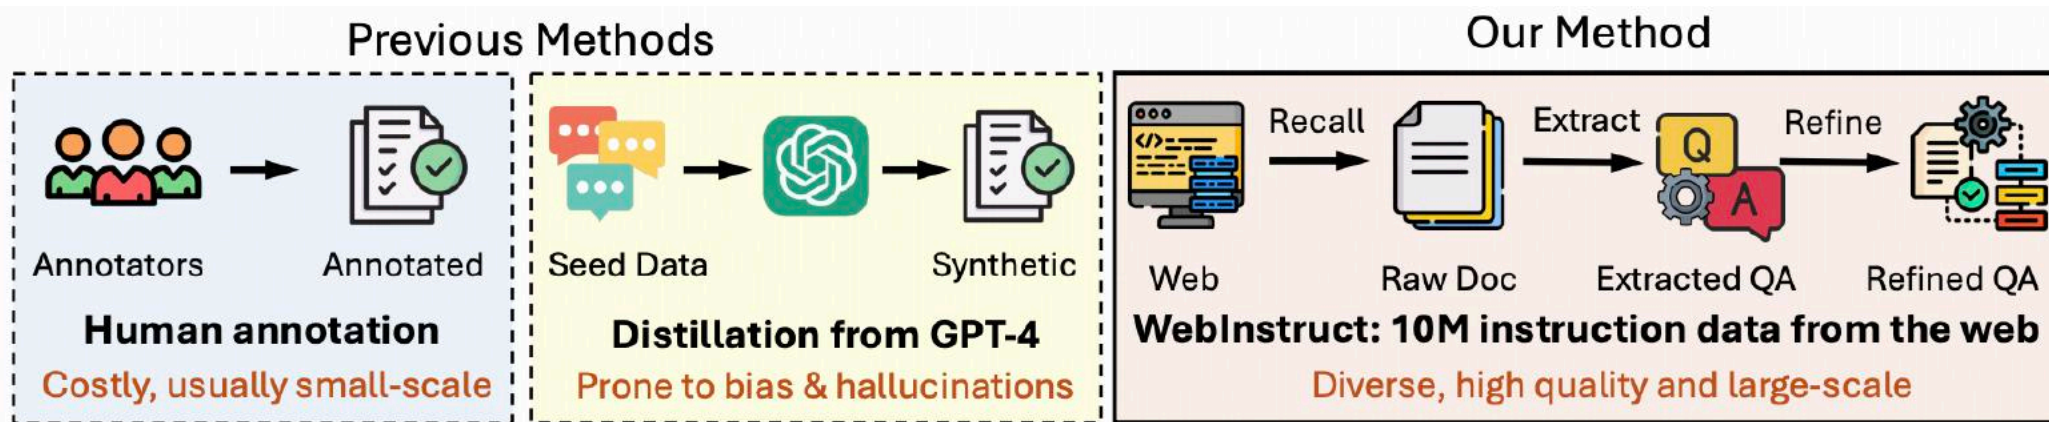 Previous Methods
Annotators
Annotated
Human annotation
Costly, usually small-scale
Seed Data
Synthetic
Distillation from GPT-4
Prone to bias & hallucinations
Our Method
Recall
Extract
Refine
</>
Q
A
Web
Raw Doc
Extracted QA
Refined QA
WebInstruct: 10M instruction data from the web
Diverse, high quality and large-scale